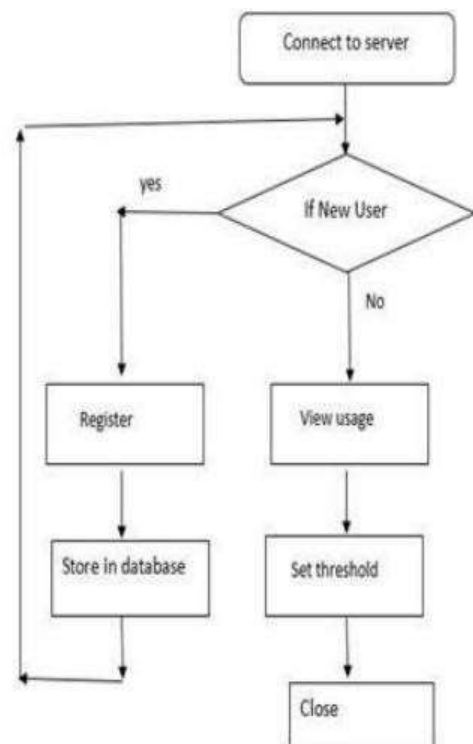 Connect to server
If New User
yes
No
Register
View usage
Store in database
Set threshold
Close